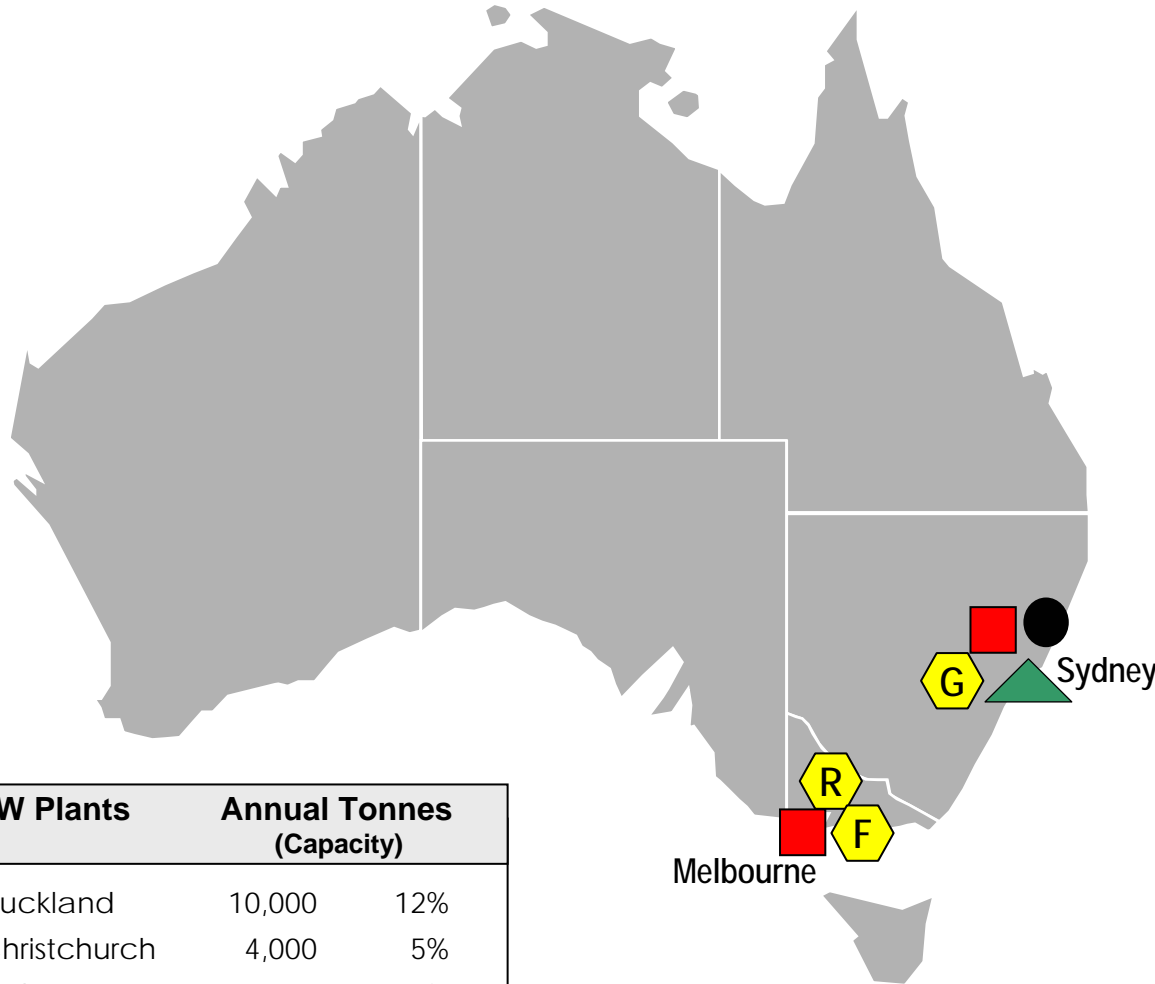 G
Sydney
R
F
Melbourne
W Plants Annual Tonnes
(Capacity)
uckland 10,000 12%
hristchurch 4,000 5%